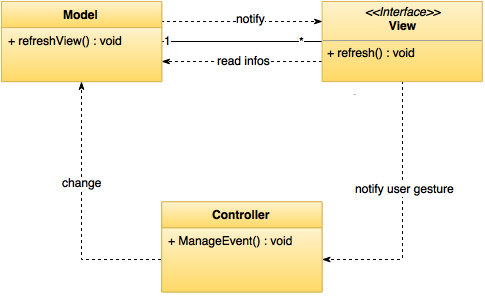 Model
+ refreshView() : void
notify
1
*
read infos
<<Interface>>
View
+ refresh() : void
change
notify user gesture
Controller
+ ManageEvent() : void